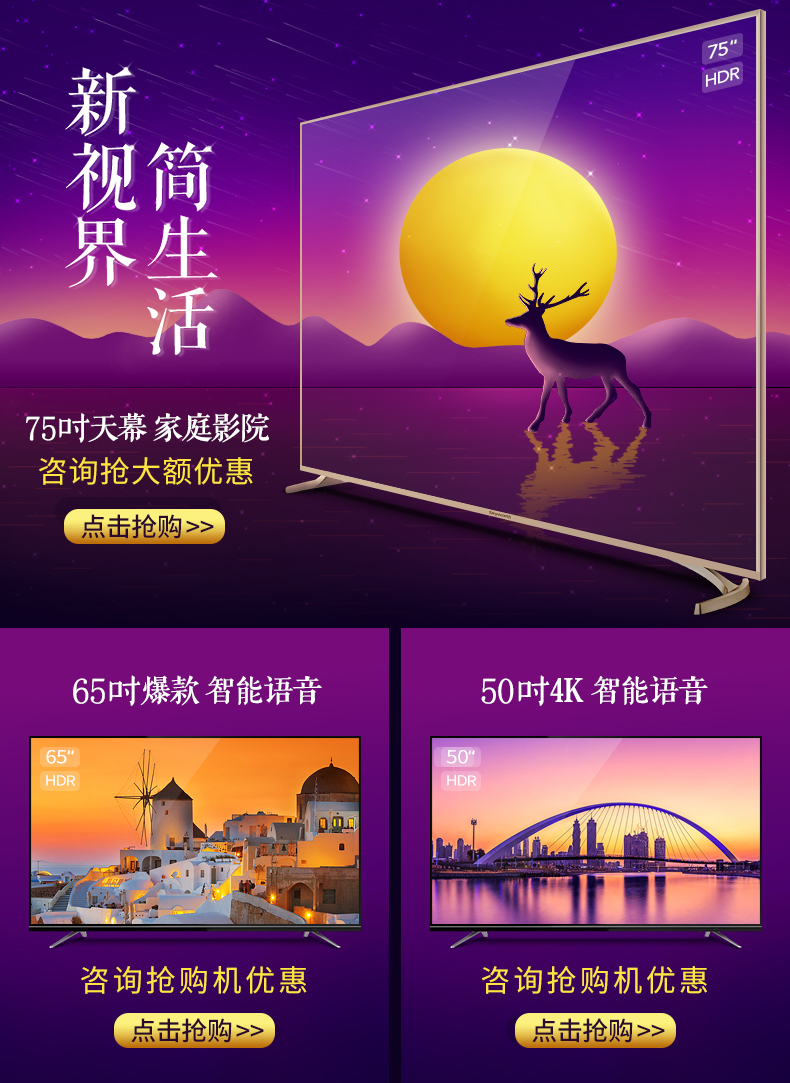 新视界
简生活
75"
HDR
75吋天幕 家庭影院
咨询抢大额优惠
点击抢购>>
65吋爆款 智能语音
65"
HDR
咨询抢购机优惠
点击抢购>>
50吋4K 智能语音
50"
HDR
咨询抢购机优惠
点击抢购>>